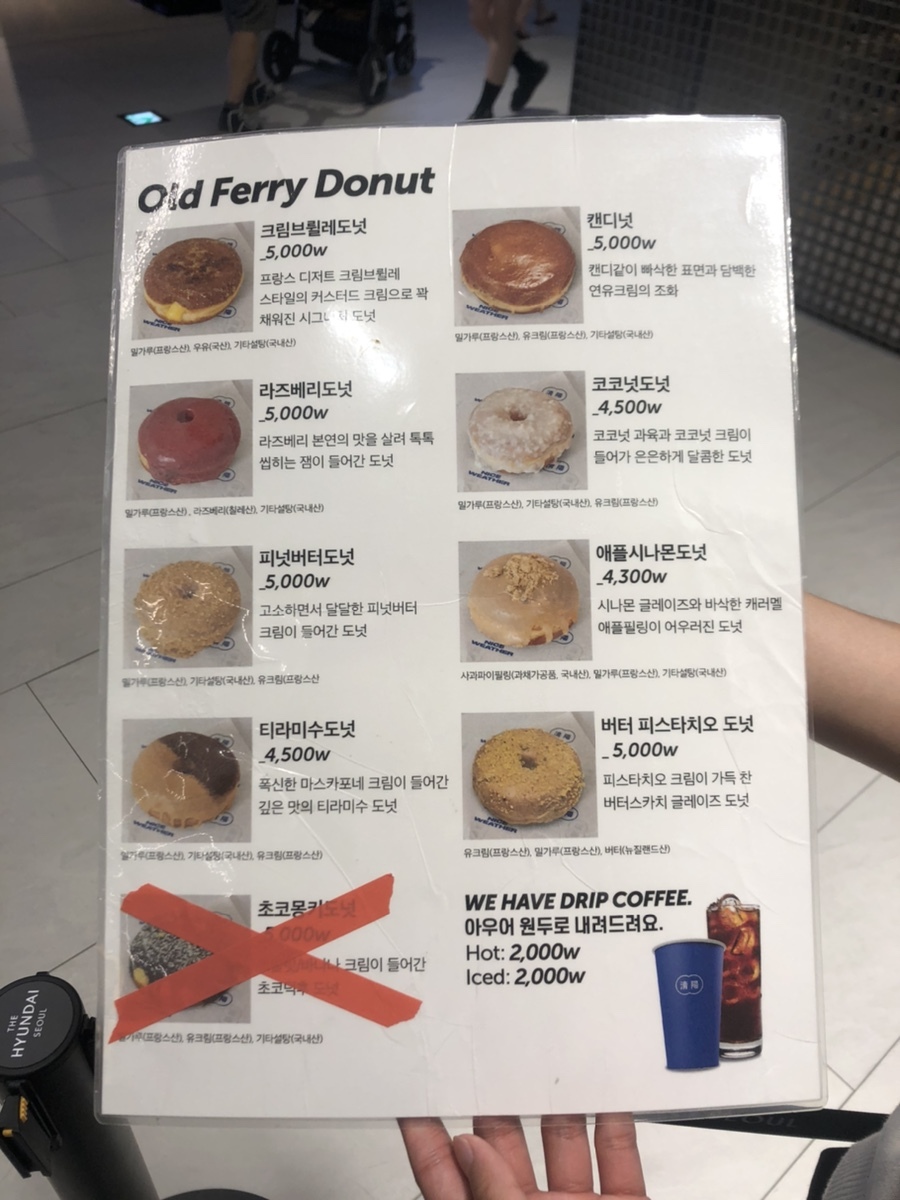 Old Ferry Donut
크림브륄레도넛
_5,000w
프랑스 디저트 크림브륄레
스타일의 커스터드 크림으로 꽉
채워진 시그니처 도넛
밀가루(프랑스산), 우유(국산), 기타설탕(국내산)
라즈베리도넛
_5,000w
라즈베리 본연의 맛을 살려 톡톡
씹히는 잼이 들어간 도넛
밀가루(프랑스산), 라즈베리(칠레산), 기타설탕(국내산)
피넛버터도넛
_5,000w
고소하면서 달달한 피넛버터
크림이 들어간 도넛
밀가루(프랑스산), 기타설탕(국내산), 유크림(프랑스산
티라미수도넛
_4,500w
폭신한 마스카포네 크림이 들어간
깊은 맛의 티라미수 도넛
밀가루(프랑스산), 기타설탕(국내산), 유크림(프랑스산)
초코몽키도넛
크림이 들어간
도넛
유크림(프랑스산), 기타설탕(국내산)
캔디넛
_5,000w
캔디같이 빠삭한 표면과 담백한
연유크림의 조화
밀가루(프랑스산), 유크림(프랑스산), 기타설탕(국내산)
코코넛도넛
_4,500w
코코넛 과육과 코코넛 크림이
들어가 은은하게 달콤한 도넛
밀가루(프랑스산), 기타설탕(국내산), 유크림(프랑스산)
애플시나몬도넛
_4,300w
시나몬 글레이즈와 바삭한 캐러멜
애플필링이 어우러진 도넛
사과파이필링(과채가공품, 국내산), 밀가루(프랑스산), 기타설탕(국내산)
버터 피스타치오 도넛
_ 5,000w
피스타치오 크림이 가득 찬
버터스카치 글레이즈 도넛
유크림(프랑스산), 밀가루(프랑스산), 버터(뉴질랜드산)
WE HAVE DRIP COFFEE.
아우어 원두로 내려드려요.
Hot: 2,000w
Iced: 2,000w
NICE
WEATHER
NICE
WEATHER
NICE
WEATHER
NICE
WEATHER
THE
HYUNDAI
SEOUL